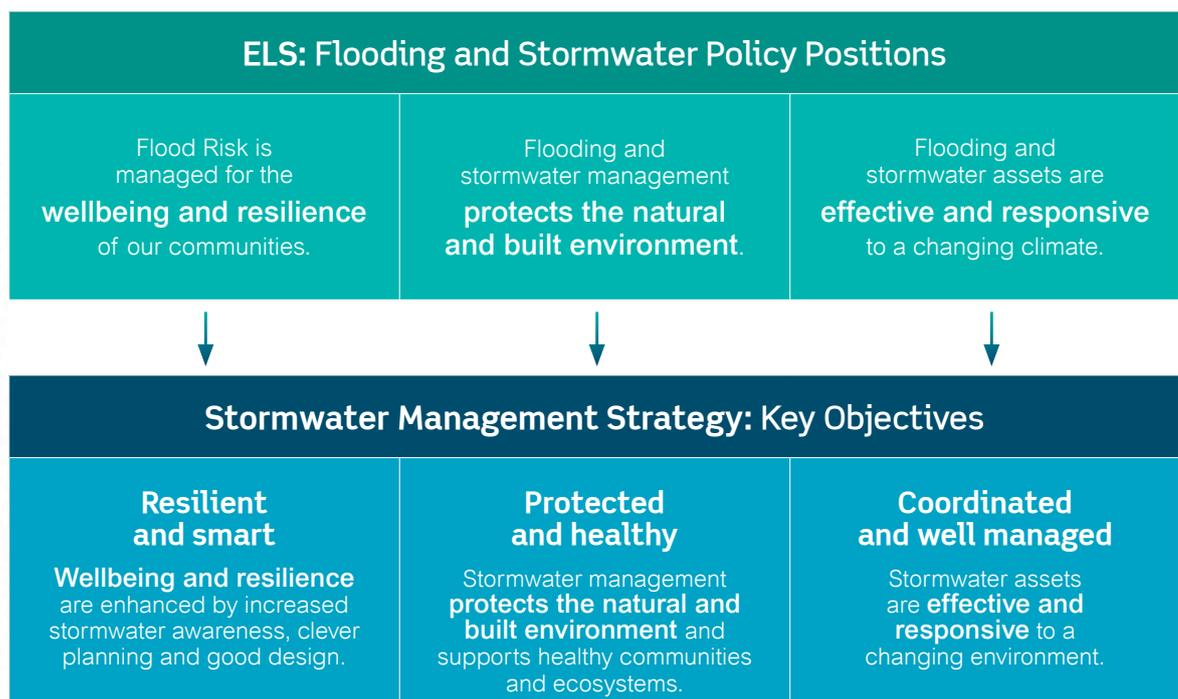 ELS: Flooding and Stormwater Policy Positions
Flood Risk is
managed for the
wellbeing and resilience
of our communities.
Flooding and
stormwater management
protects the natural
and built environment.
Flooding and
stormwater assets are
effective and responsive
to a changing climate.
Stormwater Management Strategy: Key Objectives
Resilient
and smart
Wellbeing and resilience
are enhanced by increased
stormwater awareness, clever
planning and good design.
Protected
and healthy
Stormwater management
protects the natural and
built environment and
supports healthy communities
and ecosystems.
Coordinated
and well managed
Stormwater assets
are effective and
responsive to a
changing environment.